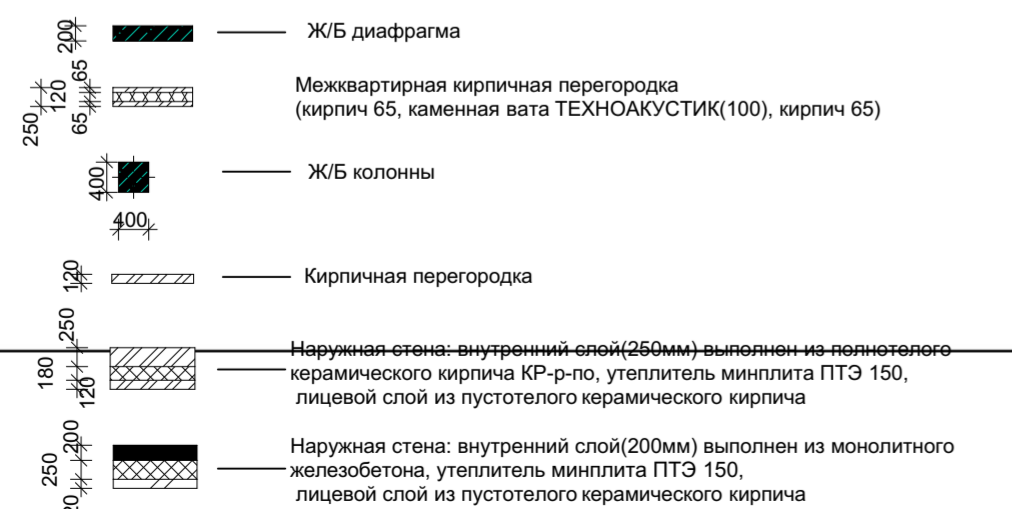 200
Ж/Б диафрагма
65
120
250
65
Межквартирная кирпичная перегородка
(кирпич 65, каменная вата ТЕХНОАКУСТИК(100), кирпич 65)
400
400
Ж/Б колонны
120
Кирпичная перегородка
250
180
120
Наружная стена: внутренний слой(250мм) выполнен из полнотелого
керамического кирпича КР-р-по, утеплитель минплита ПТЭ 150,
лицевой слой из пустотелого керамического кирпича
200
250
Наружная стена: внутренний слой(200мм) выполнен из монолитного
железобетона, утеплитель минплита ПТЭ 150,
лицевой слой из пустотелого керамического кирпича